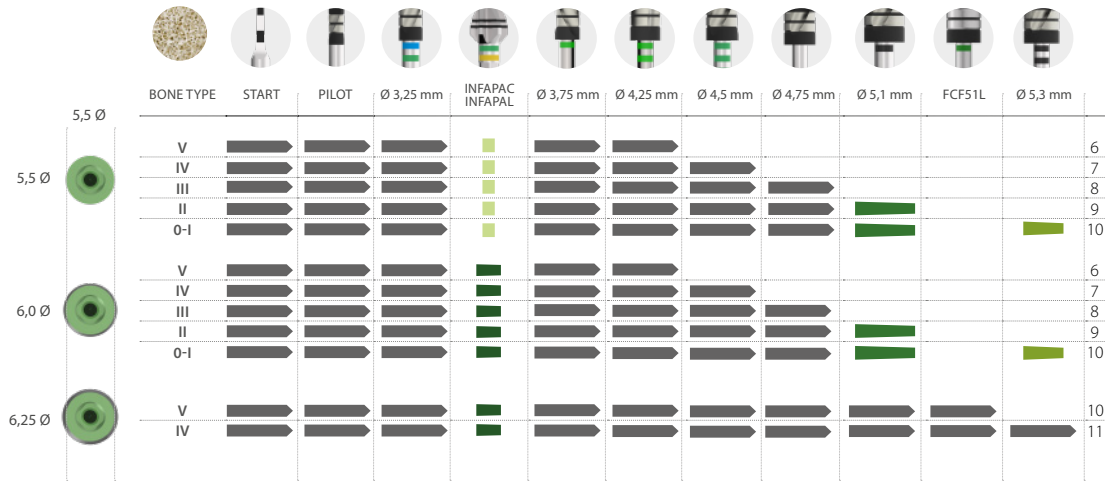 BONE TYPE START PILOT Ø 3,25 mm INFAPAC INFAPAL Ø 3,75 mm Ø 4,25 mm Ø 4,5 mm Ø 4,75 mm Ø 5,1 mm FCF51L Ø 5,3 mm
5,5 Ø
V 6
IV 7
5,5 Ø
III 8
II 9
0-I 10
V 6
IV 7
6,0 Ø
III 8
II 9
0-I 10
V 10
6,25 Ø
IV 11